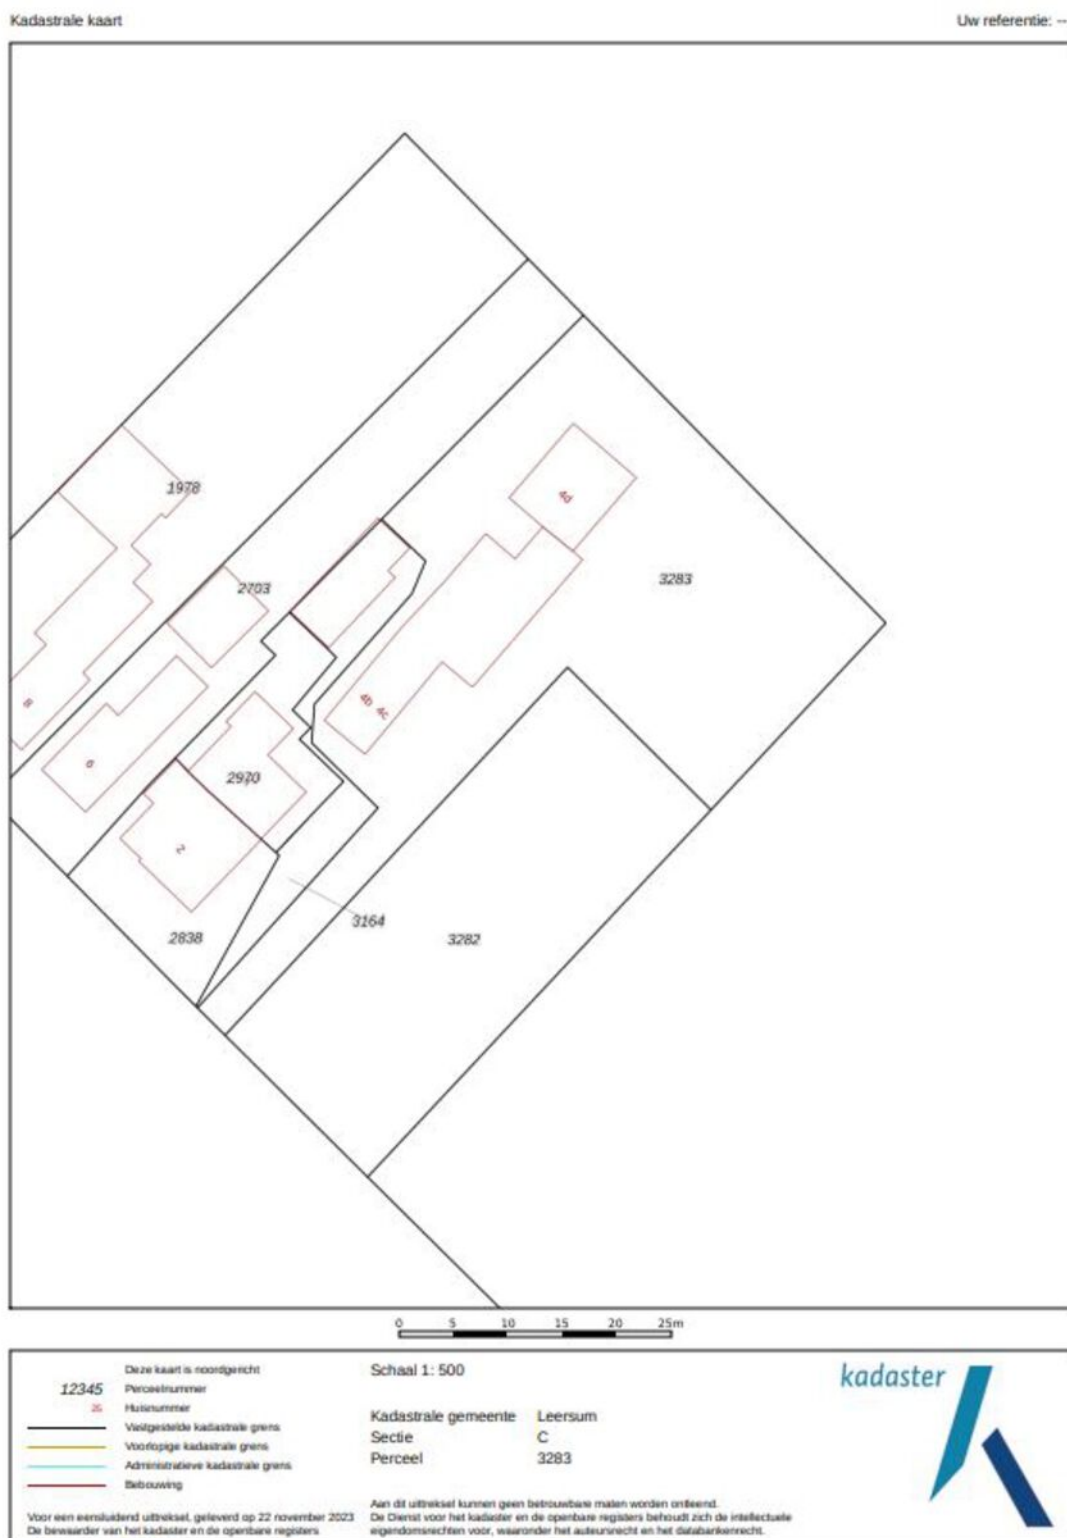 Kadastrale kaart
Uw referentie: --
1978
4d
2703
3283
8
4b 4c
6
2970
2
3164
2838
3282
0 5 10 15 20 25m
Deze kaart is noordgericht
12345 Perceelnummer
25 Huisnummer
Vastgestelde kadastrale grens
Voorlopige kadastrale grens
Administratieve kadastrale grens
Bebouwing
Voor een eensluidend uittreksel, geleverd op 22 november 2023
De bewaarder van het kadaster en de openbare registers
Schaal 1: 500
Kadastrale gemeente Leersum
Sectie C
Perceel 3283
Aan dit uittreksel kunnen geen betrouwbare maten worden ontleend.
De Dienst voor het kadaster en de openbare registers behoudt zich de intellectuele
eigendomsrechten voor, waaronder het auteursrecht en het databankenrecht.
kadaster